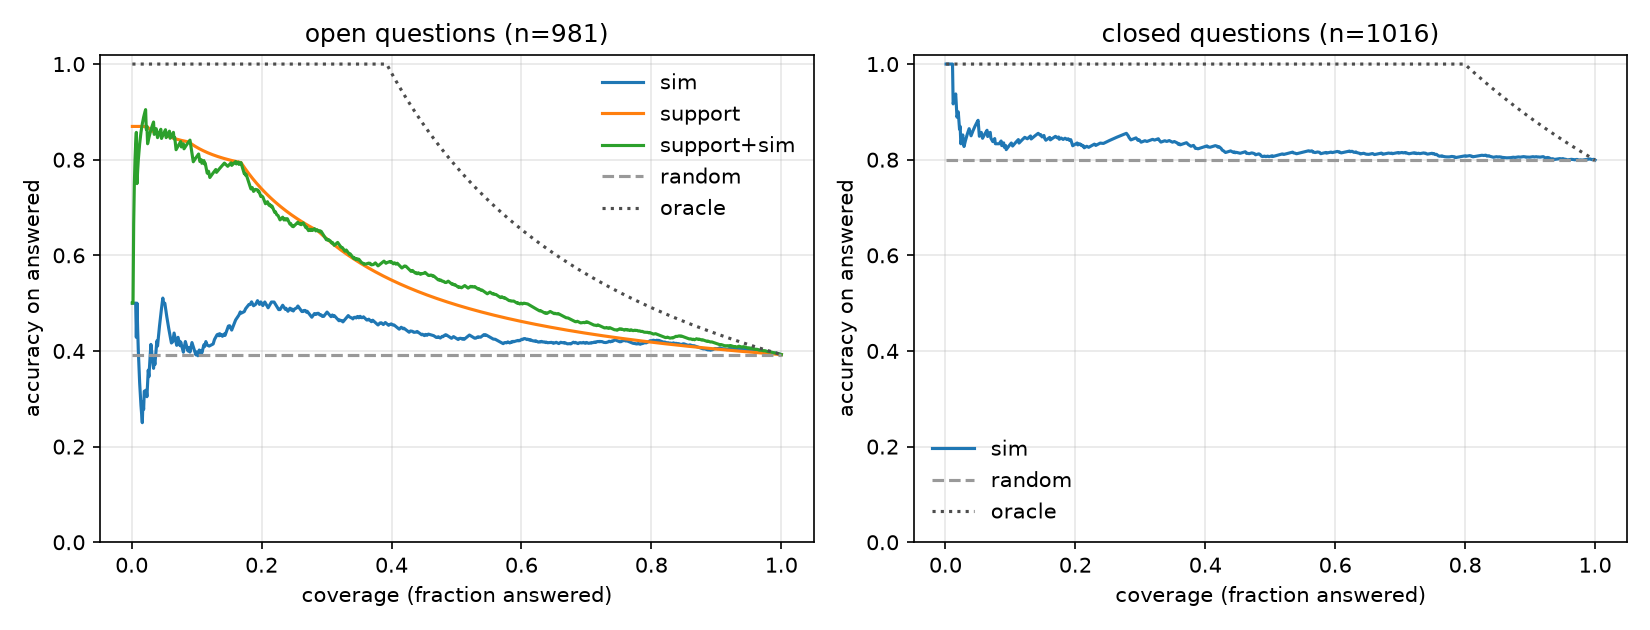 open questions (n=981)
accuracy on answered
1.0
0.8
0.6
0.4
0.2
0.0
sim
support
support+sim
random
oracle
0.0 0.2 0.4 0.6 0.8 1.0
coverage (fraction answered)
closed questions (n=1016)
accuracy on answered
1.0
0.8
0.6
0.4
0.2
0.0
sim
random
oracle
0.0 0.2 0.4 0.6 0.8 1.0
coverage (fraction answered)